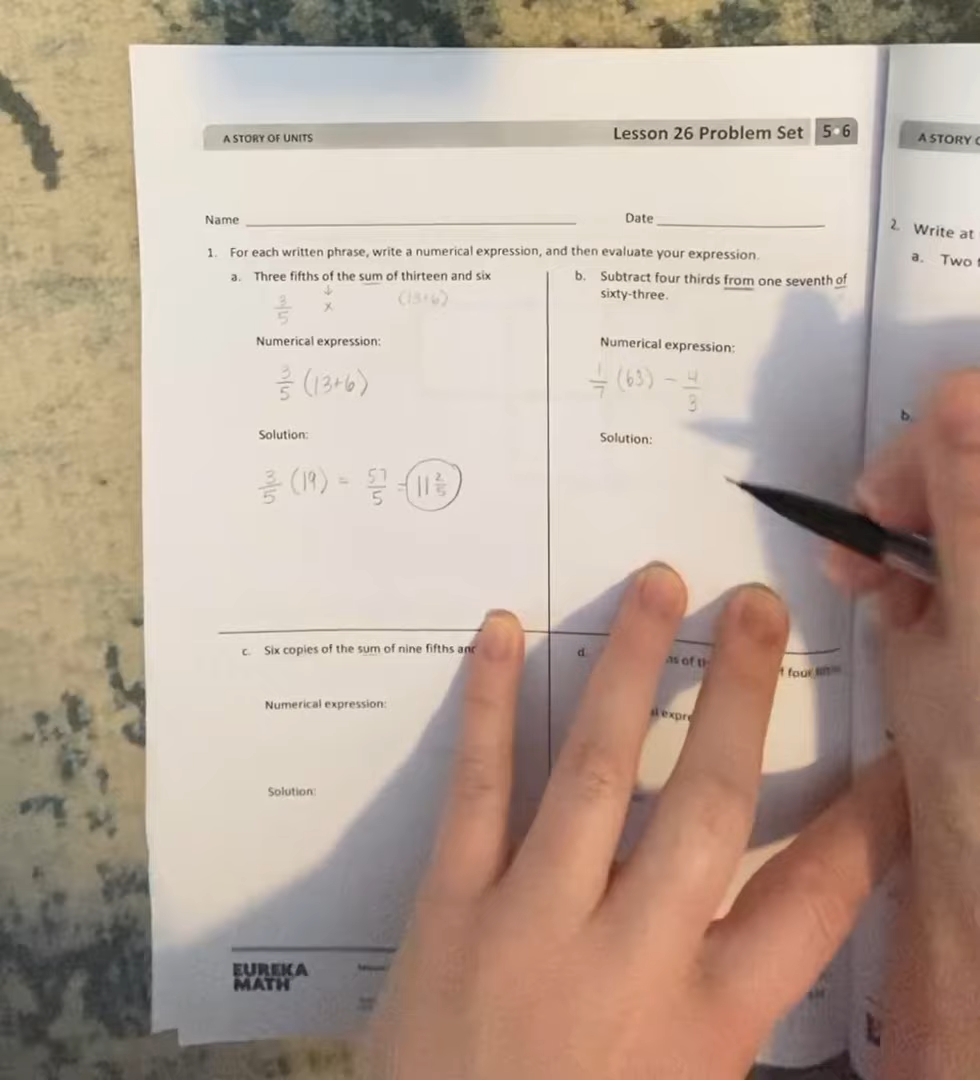 A STORY OF UNITS
Lesson 26 Problem Set 5•6
Name
Date
1. For each written phrase, write a numerical expression, and then evaluate your expression.
a. Three fifths of the sum of thirteen and six
3/5 ↓ x (13+6)
Numerical expression:
3/5 (13+6)
Solution:
3/5 (19) = 57/5 = 11 2/5
b. Subtract four thirds from one seventh of
sixty-three.
Numerical expression:
1/7 (63) - 4/3
Solution:
c. Six copies of the sum of nine fifths and
Numerical expression:
Solution:
d.
of four
EUREKA
MATH
A STORY
2. Write at
a. Two
b.